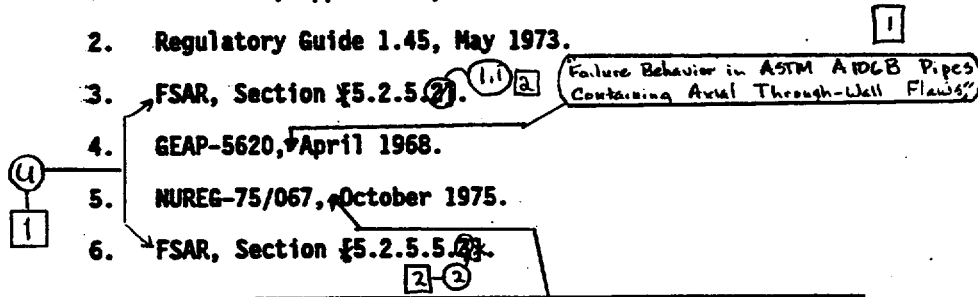 1
2. Regulatory Guide 1.45, May 1973.
3. FSAR, Section [5.2.5.2]. 1.1 2
"Failure Behavior in ASTM A106B Pipes
Containing Axial Through-Wall Flaws,"
4. GEAP-5620, April 1968.
U
5. NUREG-75/067, October 1975.
1
6. FSAR, Section [5.2.5.5.
2 2